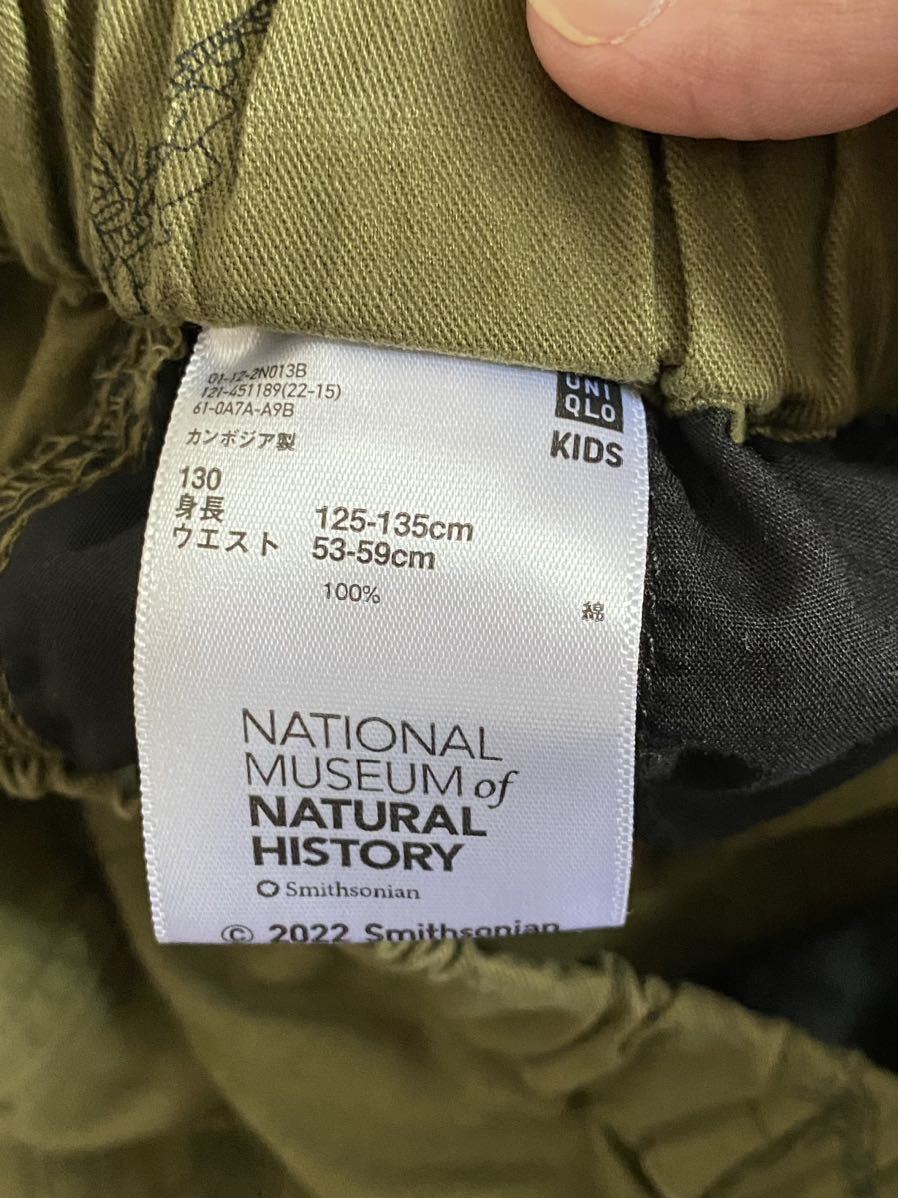 01-12-2N013B
121-451189(22-15)
61-0A7A-A9B
カンボジア製
UNI
QLO
KIDS
130
身長 125-135cm
ウエスト 53-59cm
100% 綿
NATIONAL
MUSEUM of
NATURAL
HISTORY
Smithsonian
© 2022 Smithsonian